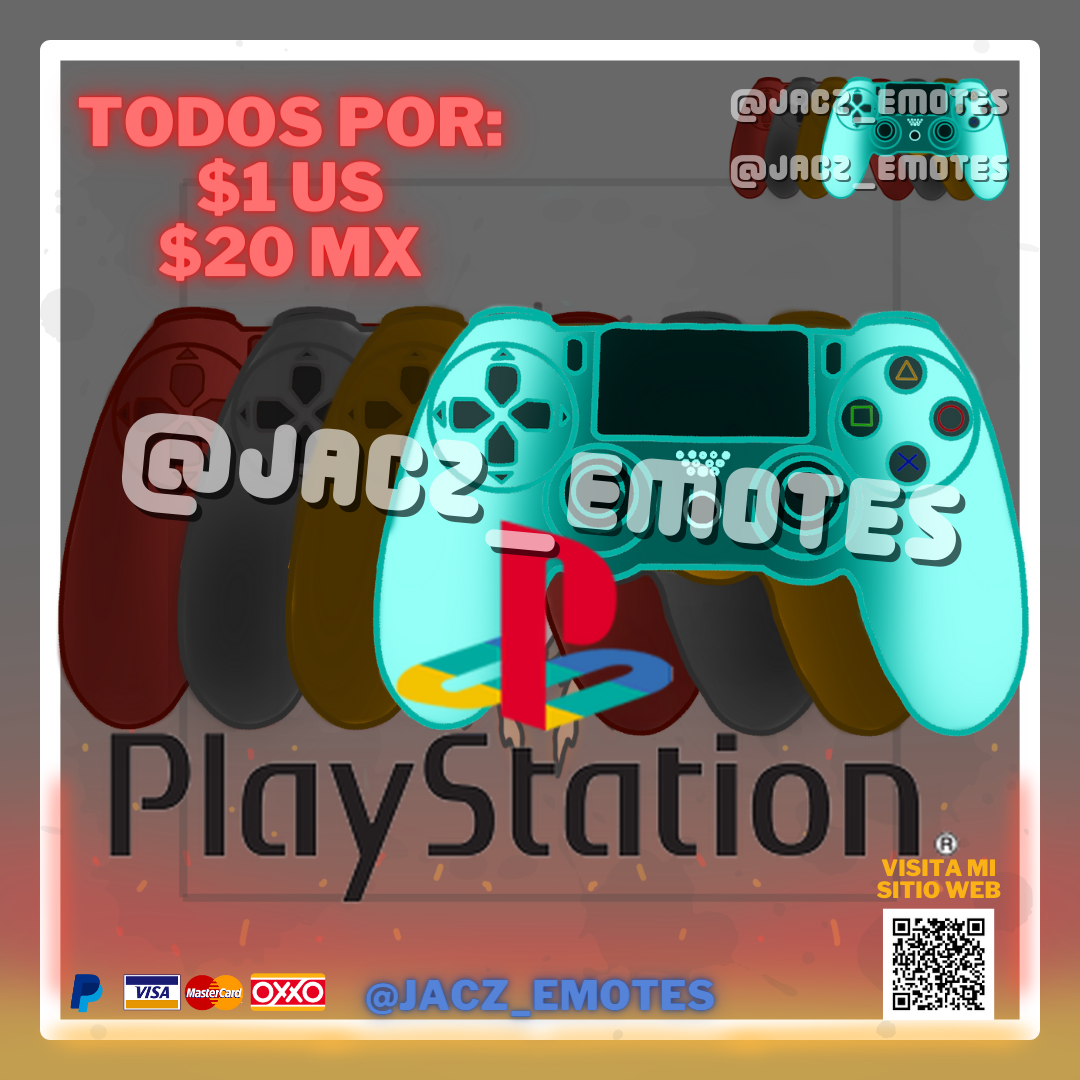 TODOS POR:
$1 US
$20 MX
@JACZ_EMOTES
@JACZ_EMOTES
@JACZ_EMOTES
PlayStation®
VISITA MI
SITIO WEB
VISA MasterCard OXXO
@JACZ_EMOTES